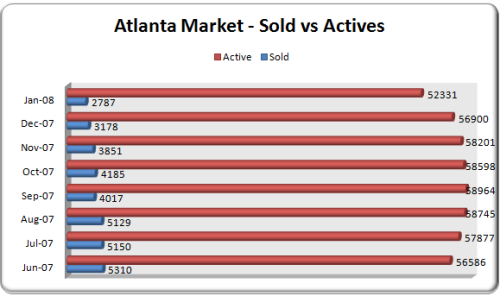 Atlanta Market - Sold vs Actives
Active Sold
Jan-08 52331
2787
Dec-07 56900
3178
Nov-07 58201
3851
Oct-07 58598
4185
Sep-07 58964
4017
Aug-07 58745
5129
Jul-07 57877
5150
Jun-07 56586
5310